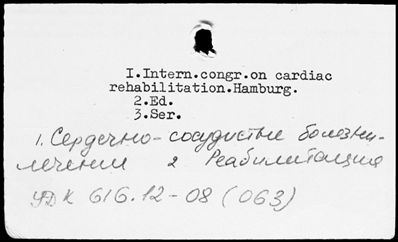 I.Intern.congr.on cardiac
rehabilitation.Hamburg.
2.Ed.
3.Ser.
1. Сердечно-сосудистые болезни-
лечение 2 Реабилитация
УДК 616.12-08 (063)